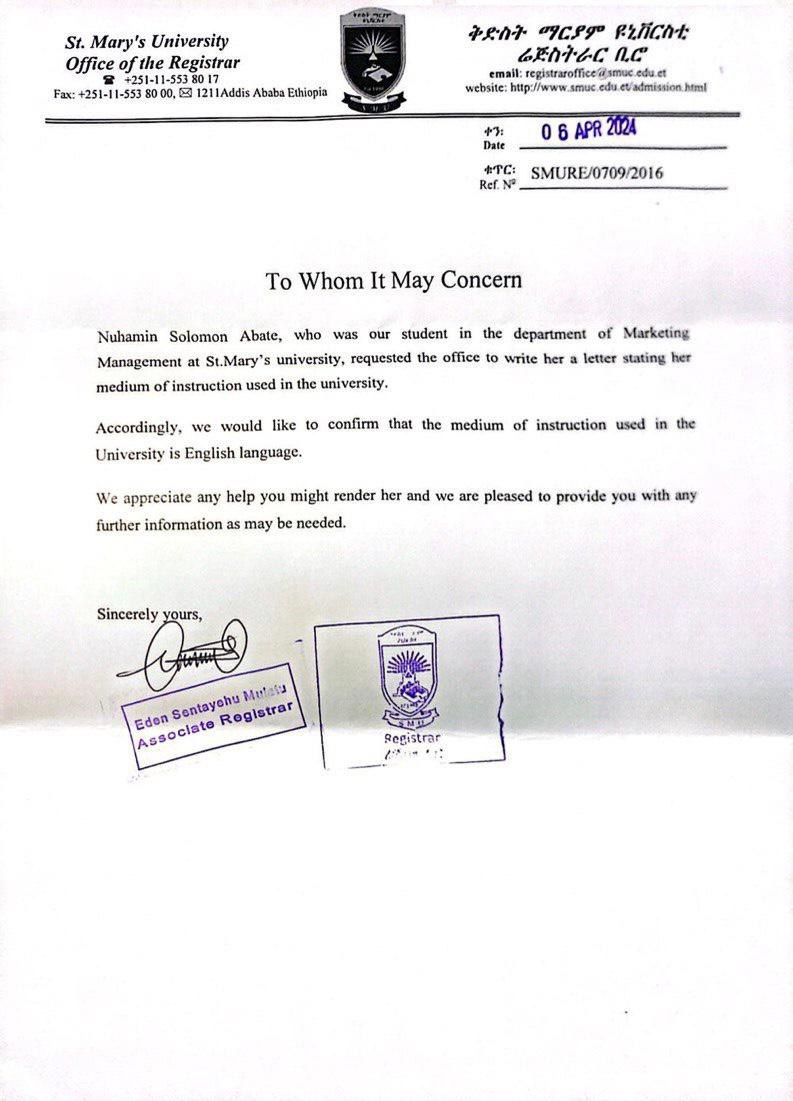 St. Mary's University
Office of the Registrar
☎ +251-11-553 80 17
Fax: +251-11-553 80 00, ✉ 1211Addis Ababa Ethiopia
ቅድስት ማርያም ዩኒቨርስቲ
ሬጅስትራር ቢሮ
email: registraroffice@smuc.edu.et
website: http://www.smuc.edu.et/admission.html
ቀን:
Date
06 APR 2024
ቁጥር:
Ref. Nº
SMURE/0709/2016
To Whom It May Concern
Nuhamin Solomon Abate, who was our student in the department of Marketing
Management at St.Mary's university, requested the office to write her a letter stating her
medium of instruction used in the university.
Accordingly, we would like to confirm that the medium of instruction used in the
University is English language.
We appreciate any help you might render her and we are pleased to provide you with any
further information as may be needed.
Sincerely yours,
Eden Sentayehu Mulatu
Associate Registrar
SMU
Registrar